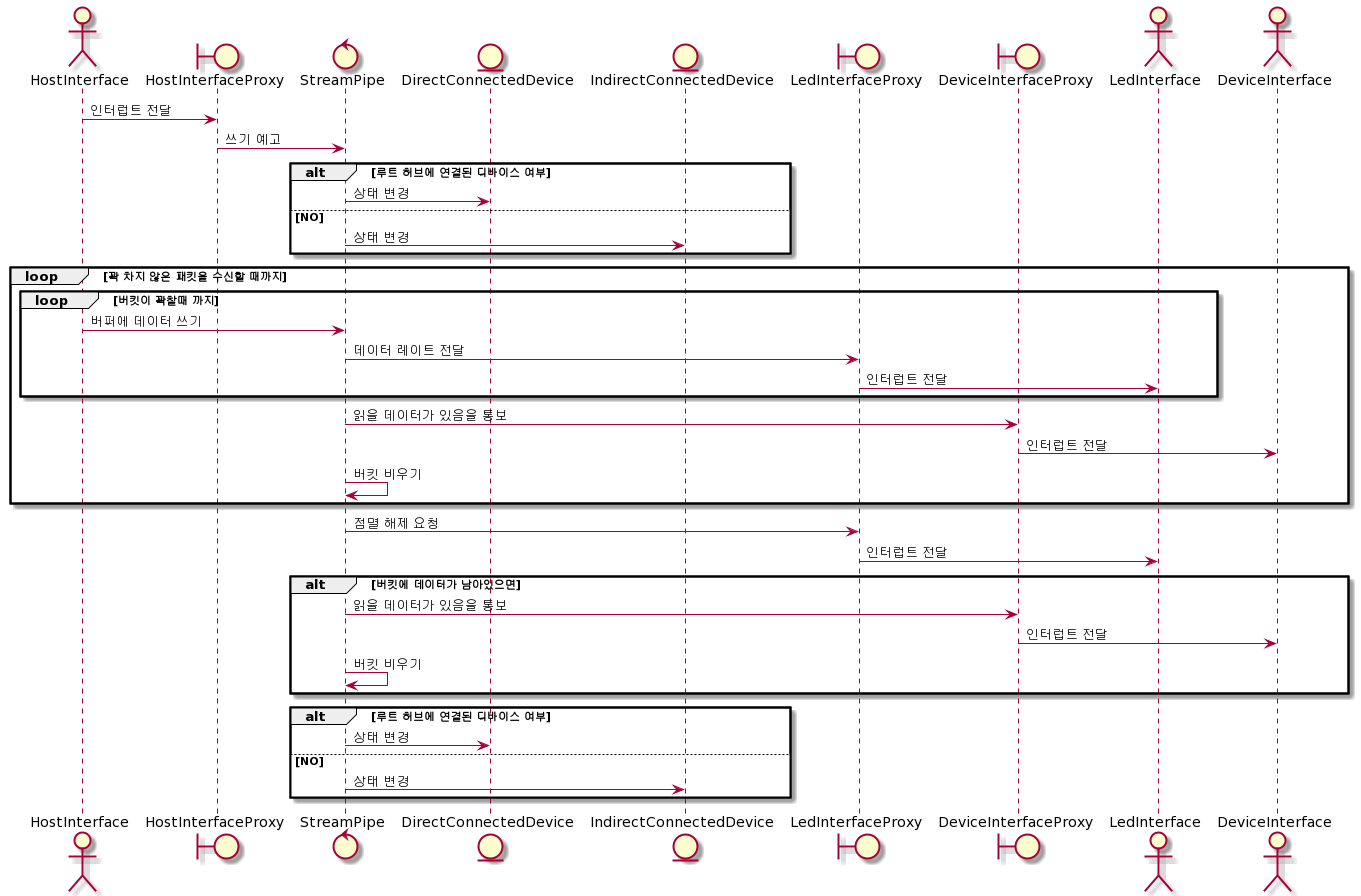 HostInterface HostInterfaceProxy StreamPipe DirectConnectedDevice IndirectConnectedDevice LedInterfaceProxy DeviceInterfaceProxy LedInterface DeviceInterface
인터럽트 전달
쓰기 예고
alt [루트 허브에 연결된 디바이스 여부]
상태 변경
[NO]
상태 변경
loop [꽉 차지 않은 패킷을 수신할 때까지]
loop [버킷이 꽉찰때 까지]
버퍼에 데이터 쓰기
데이터 레이트 전달
인터럽트 전달
읽을 데이터가 있음을 통보
인터럽트 전달
버킷 비우기
점멸 해제 요청
인터럽트 전달
alt [버킷에 데이터가 남아있으면]
읽을 데이터가 있음을 통보
인터럽트 전달
버킷 비우기
alt [루트 허브에 연결된 디바이스 여부]
상태 변경
[NO]
상태 변경
HostInterface HostInterfaceProxy StreamPipe DirectConnectedDevice IndirectConnectedDevice LedInterfaceProxy DeviceInterfaceProxy LedInterface DeviceInterface